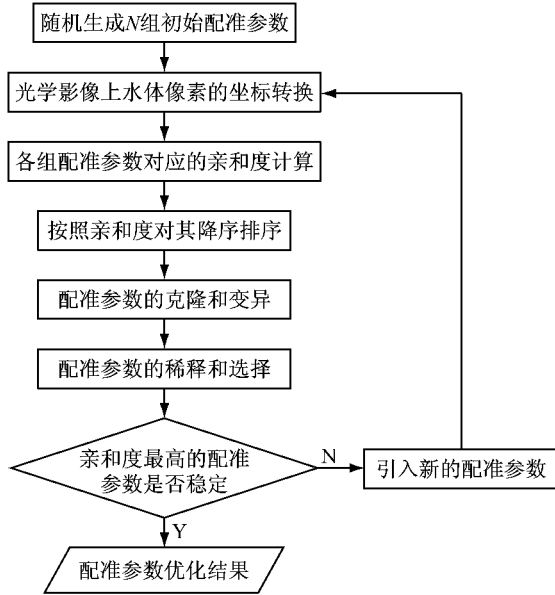 随机生成N组初始配准参数
光学影像上水体像素的坐标转换
各组配准参数对应的亲和度计算
按照亲和度对其降序排序
配准参数的克隆和变异
配准参数的稀释和选择
亲和度最高的配准
参数是否稳定
N
引入新的配准参数
Y
配准参数优化结果